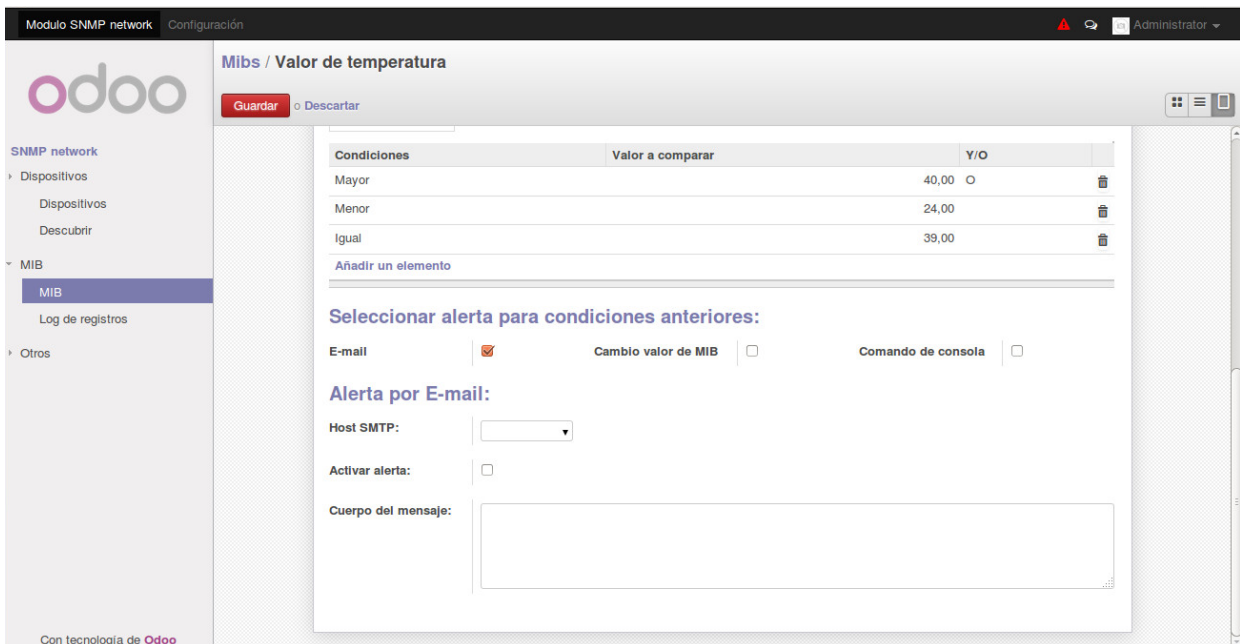 Modulo SNMP network Configuración Administrator
odoo
Mibs / Valor de temperatura
Guardar o Descartar
SNMP network
Dispositivos
Dispositivos
Descubrir
MIB
MIB
Log de registros
Otros
Con tecnología de Odoo
Condiciones Valor a comparar Y/O
Mayor 40,00 O
Menor 24,00
Igual 39,00
Añadir un elemento
Seleccionar alerta para condiciones anteriores:
E-mail Cambio valor de MIB Comando de consola
Alerta por E-mail:
Host SMTP:
Activar alerta:
Cuerpo del mensaje: